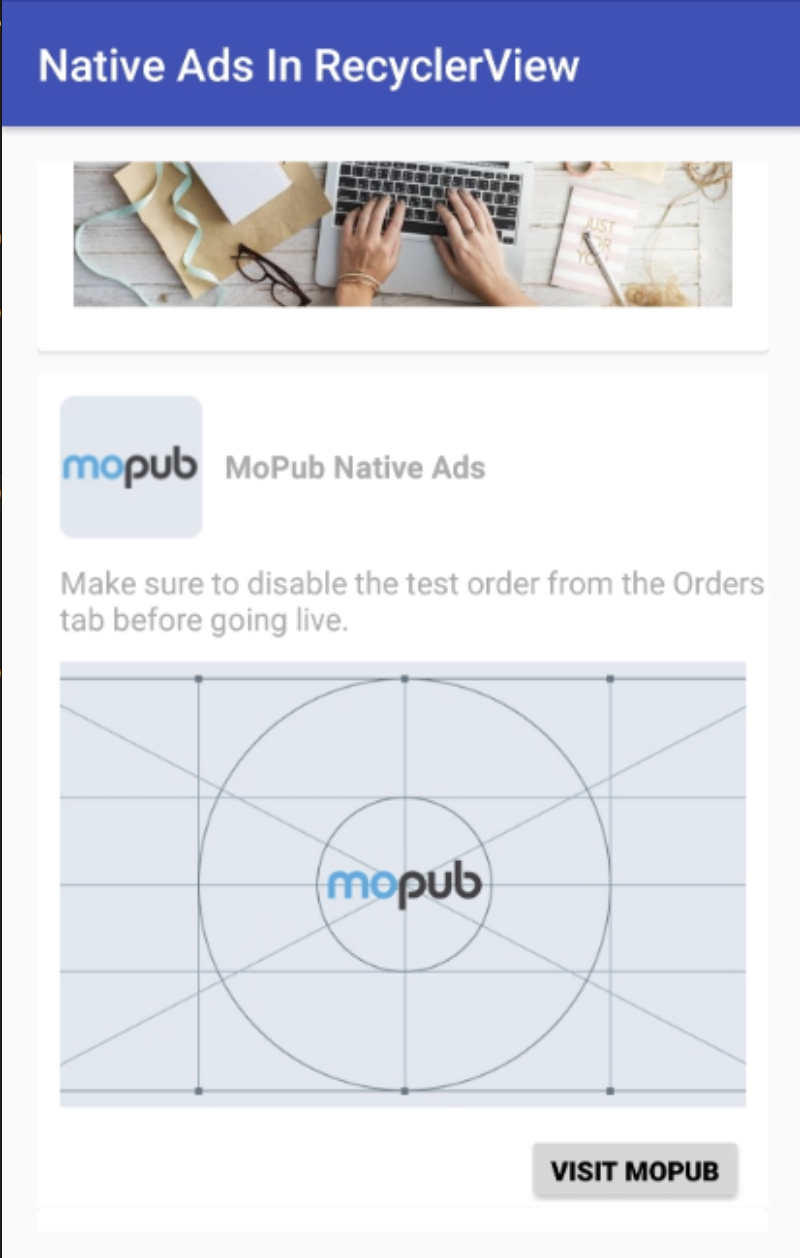 Native Ads In RecyclerView
JUST
FOR
YOU
mopub
MoPub Native Ads
Make sure to disable the test order from the Orders
tab before going live.
mopub
VISIT MOPUB